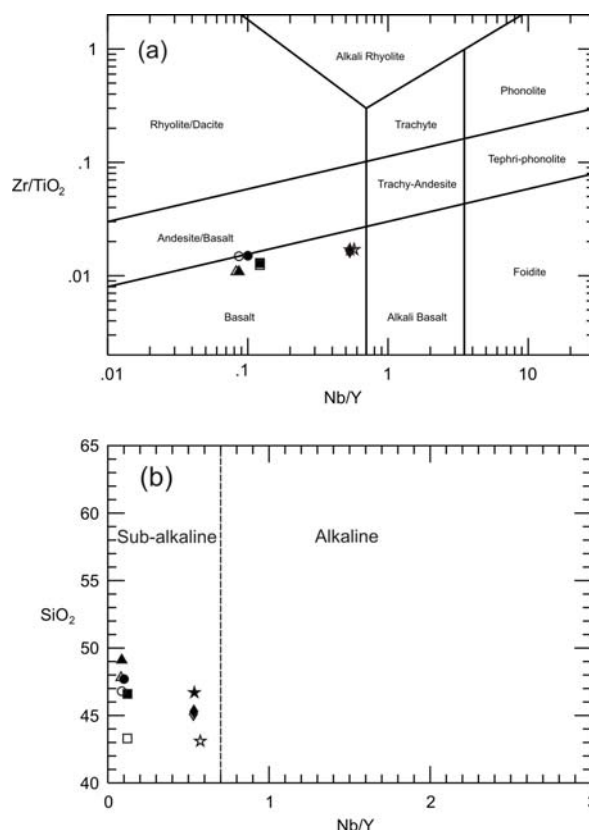 1
(a)
Alkali Rhyolite
Phonolite
Rhyolite/Dacite
Trachyte
.1
Tephri-phonolite
Zr/TiO₂
Trachy-Andesite
Andesite/Basalt
.01
Foidite
Basalt
Alkali Basalt
.01 .1 1 10
Nb/Y
65
(b)
60
Sub-alkaline Alkaline
55
SiO₂
50
45
40
0 1 2 3
Nb/Y